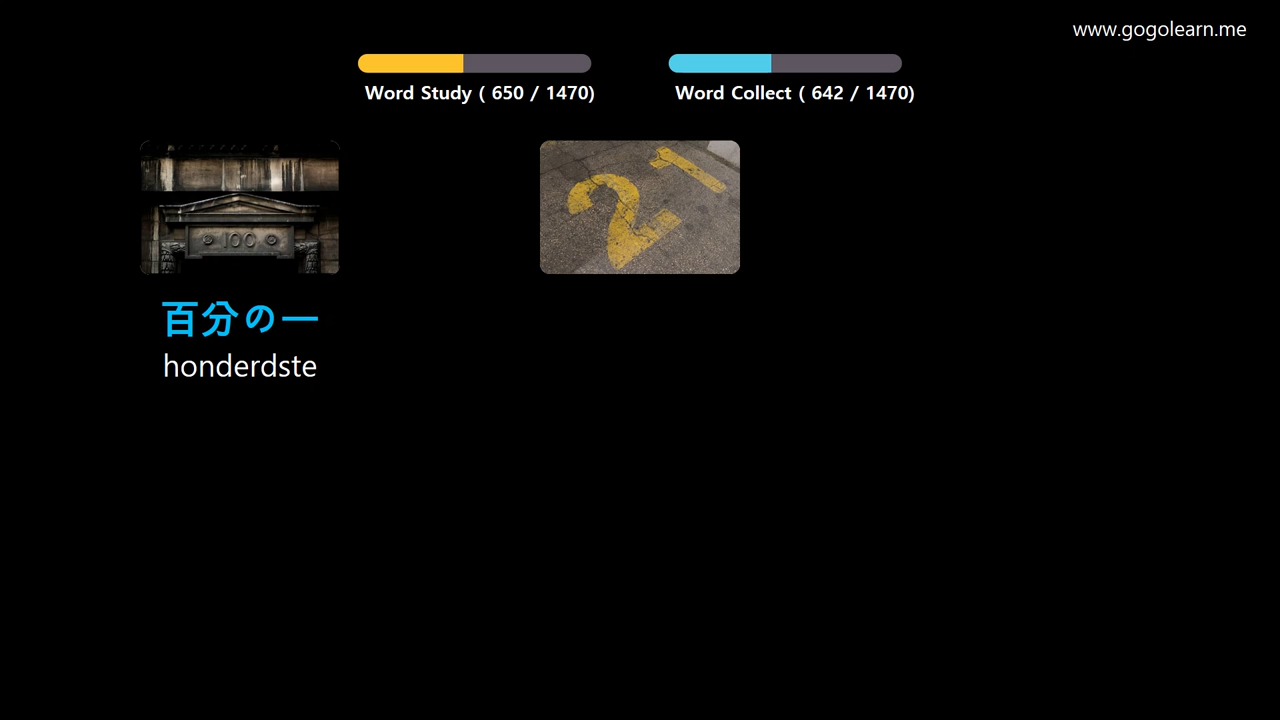 www.gogolearn.me
Word Study ( 650 / 1470)
Word Collect ( 642 / 1470)
100
21
百分の一
honderdste